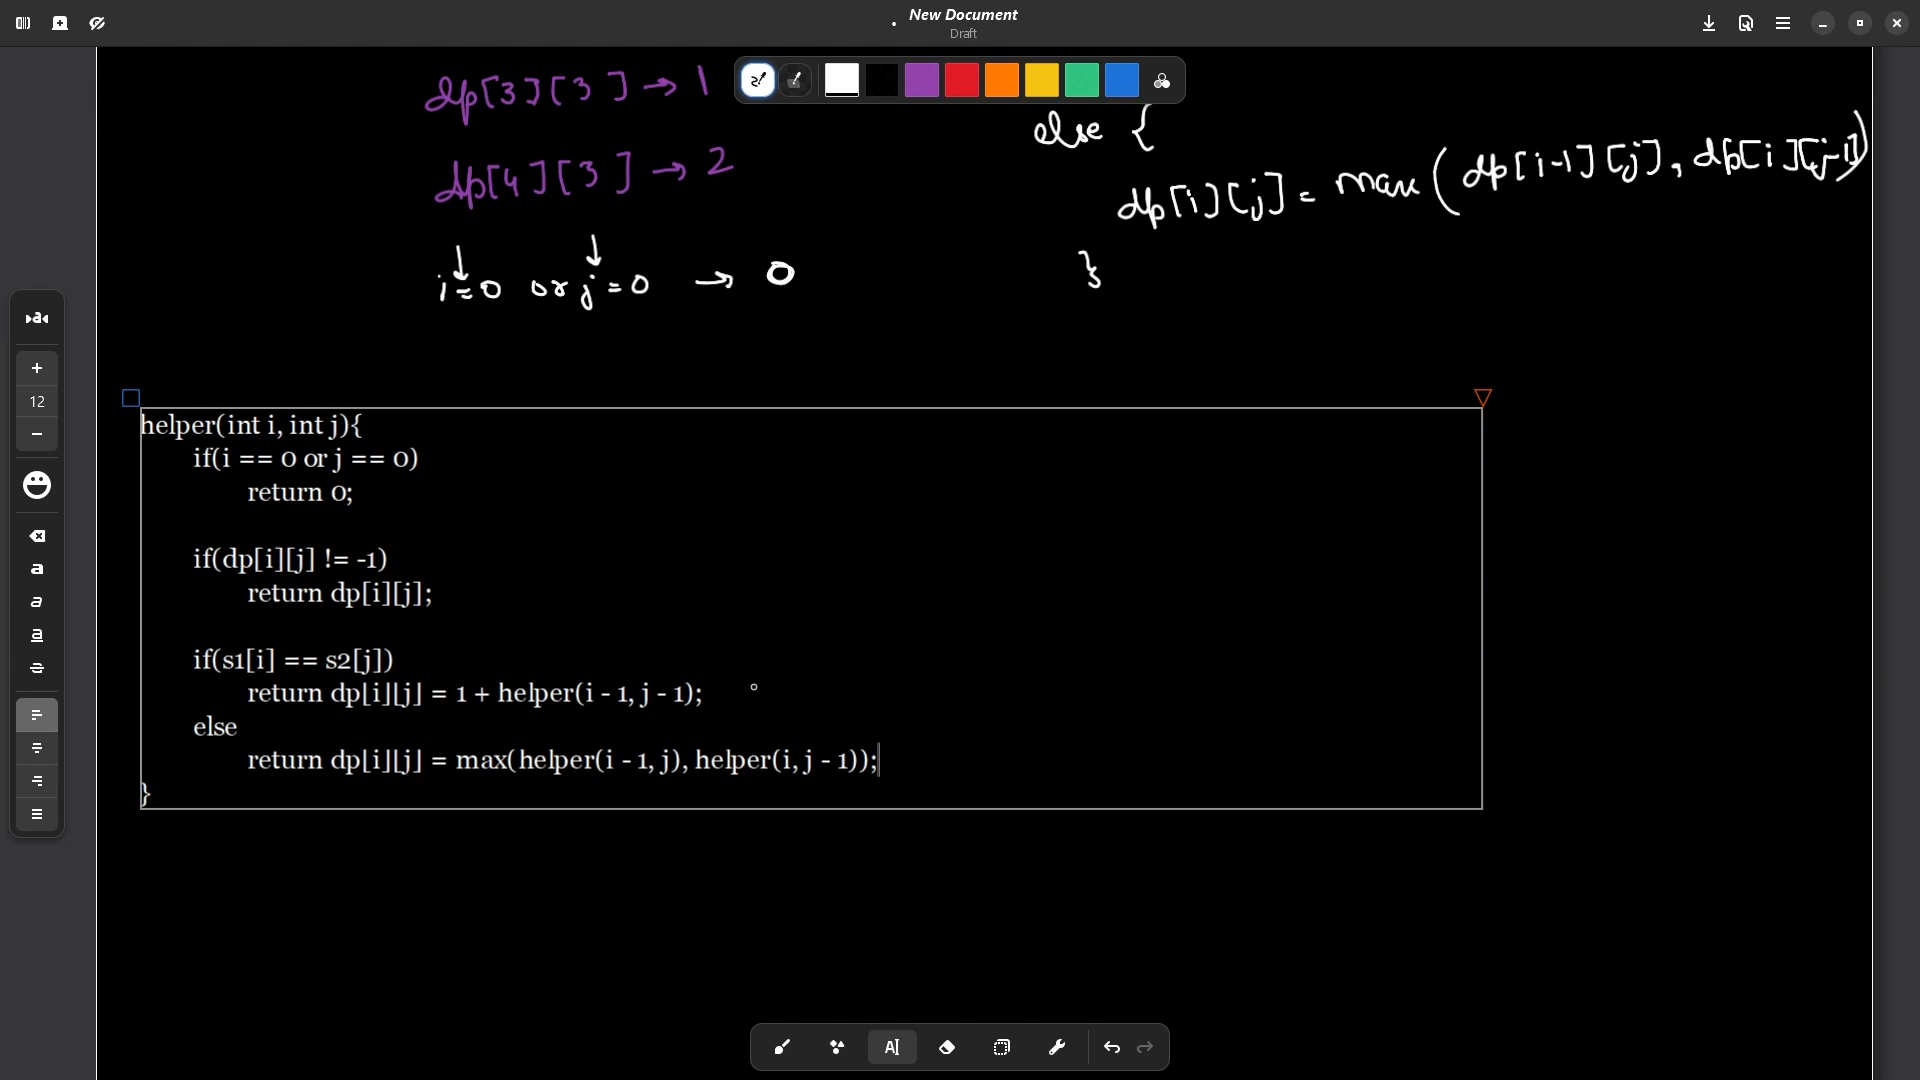 New Document
Draft
dp[3][3] → 1
dp[4][3] → 2
i=0 or j=0 → 0
else {
dp[i][j] = max(dp[i-1][j], dp[i][j-1])
}
12
a
a
a
a
helper(int i, int j){
if(i == 0 or j == 0)
return 0;
if(dp[i][j] != -1)
return dp[i][j];
if(s1[i] == s2[j])
return dp[i][j] = 1 + helper(i - 1, j - 1);
else
return dp[i][j] = max(helper(i - 1, j), helper(i, j - 1));
}